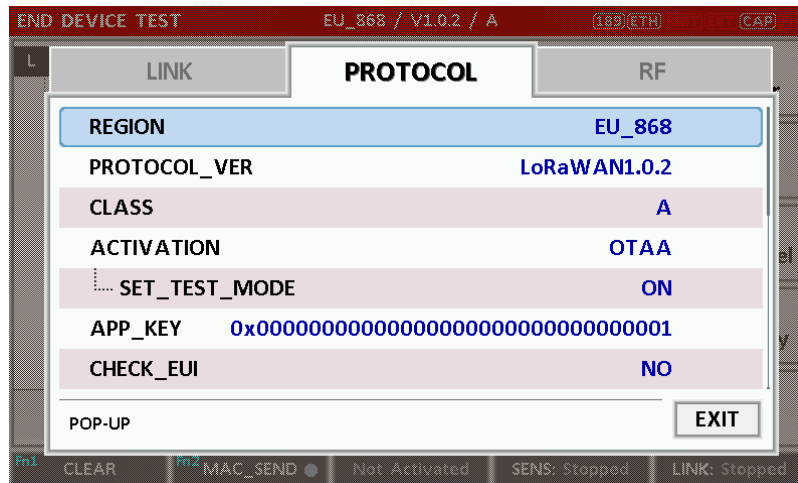 END DEVICE TEST EU_868 / V1.0.2 / A (189) (ETH) (CAP)
L
LINK PROTOCOL RF
REGION EU_868
PROTOCOL_VER LoRaWAN1.0.2
CLASS A
ACTIVATION OTAA
SET_TEST_MODE ON
APP_KEY 0x00000000000000000000000000000001
CHECK_EUI NO
POP-UP EXIT
Fn1 CLEAR Fn2 MAC_SEND Not Activated SENS: Stopped LINK: Stopped